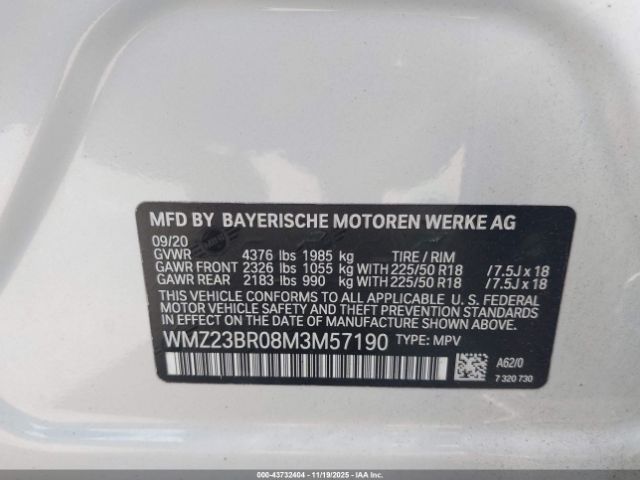 MFD BY BAYERISCHE MOTOREN WERKE AG
09/20
GVWR 4376 lbs 1985 kg TIRE / RIM
GAWR FRONT 2326 lbs 1055 kg WITH 225/50 R18 /7.5J x 18
GAWR REAR 2183 lbs 990 kg WITH 225/50 R18 /7.5J x 18
THIS VEHICLE CONFORMS TO ALL APPLICABLE U. S. FEDERAL
MOTOR VEHICLE SAFETY AND THEFT PREVENTION STANDARDS
IN EFFECT ON THE DATE OF MANUFACTURE SHOWN ABOVE.
WMZ23BR08M3M57190 TYPE: MPV
A62/0
7 320 730
000-43732404 - 11/19/2025 - IAAI.COM